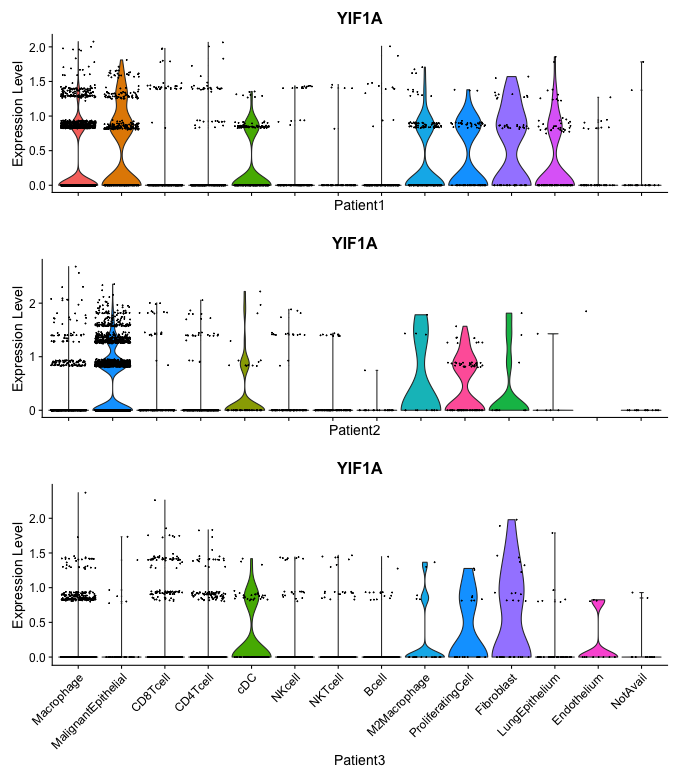 YIF1A
Expression Level
2.0
1.5
1.0
0.5
0.0
Patient1
YIF1A
Expression Level
2
1
0
Patient2
YIF1A
Expression Level
2.0
1.5
1.0
0.5
0.0
Macrophage
MalignantEpithelial
CD8Tcell
CD4Tcell
cDC
NKcell
NKTcell
Bcell
M2Macrophage
ProliferatingCell
Fibroblast
LungEpithelium
Endothelium
NotAvail
Patient3